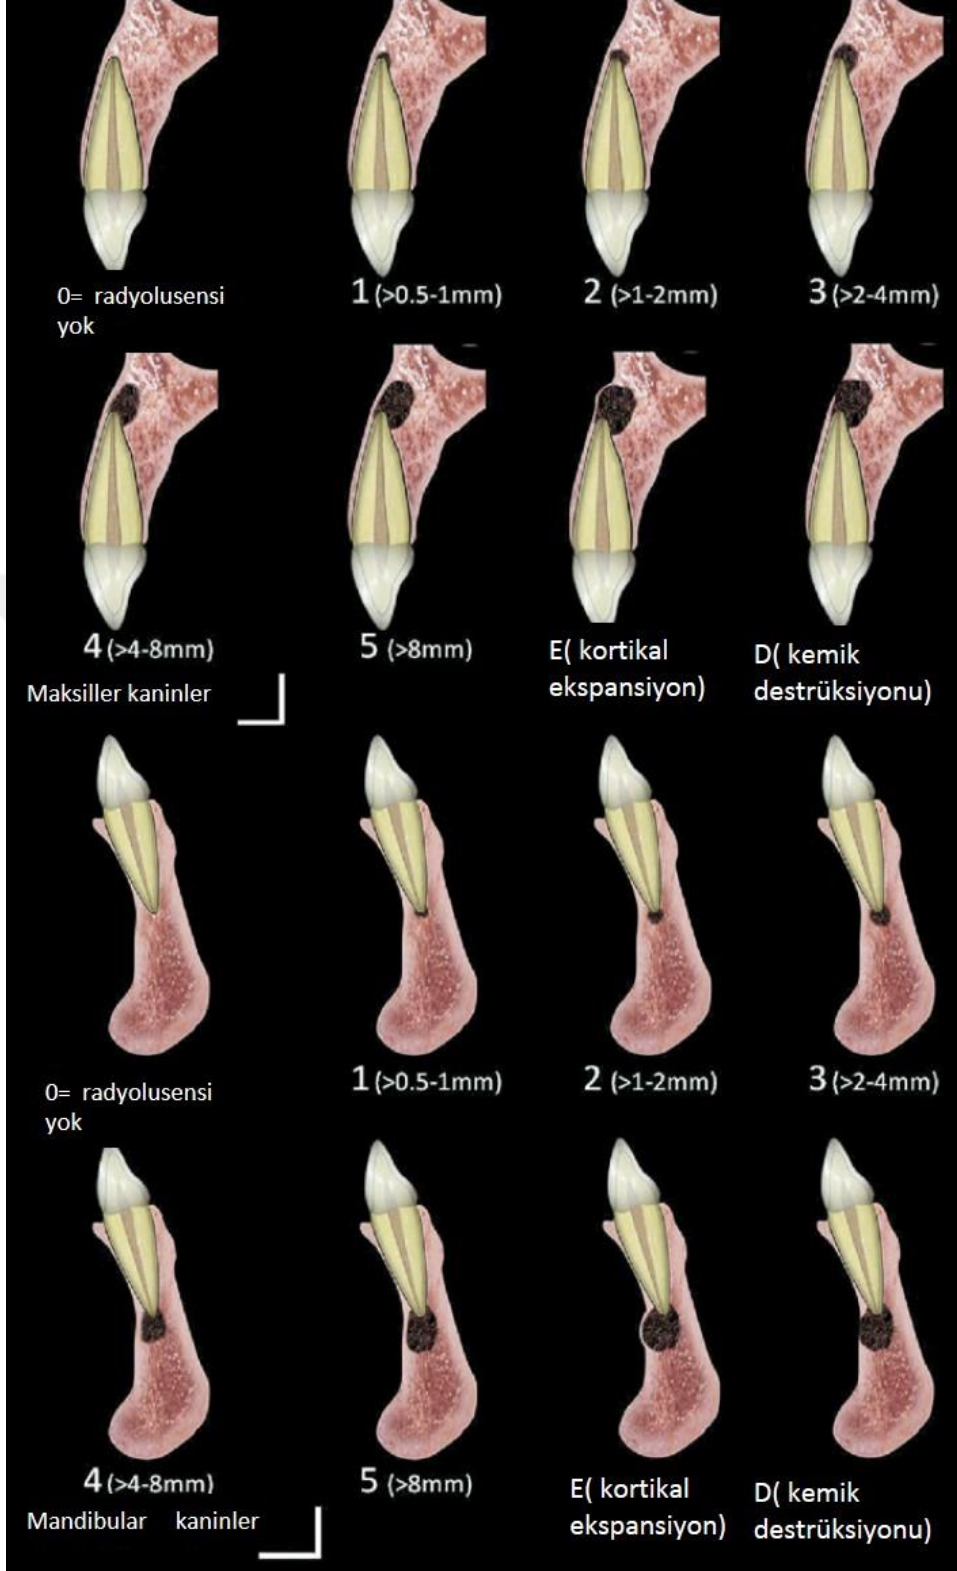 0= radyolusensi
yok
1 (>0.5-1mm)
2 (>1-2mm)
3 (>2-4mm)
4 (>4-8mm)
5 (>8mm)
E( kortikal
ekspansiyon)
D( kemik
destrüksiyonu)
Maksiller kaninler
0= radyolusensi
yok
1 (>0.5-1mm)
2 (>1-2mm)
3 (>2-4mm)
4 (>4-8mm)
5 (>8mm)
E( kortikal
ekspansiyon)
D( kemik
destrüksiyonu)
Mandibular kaninler